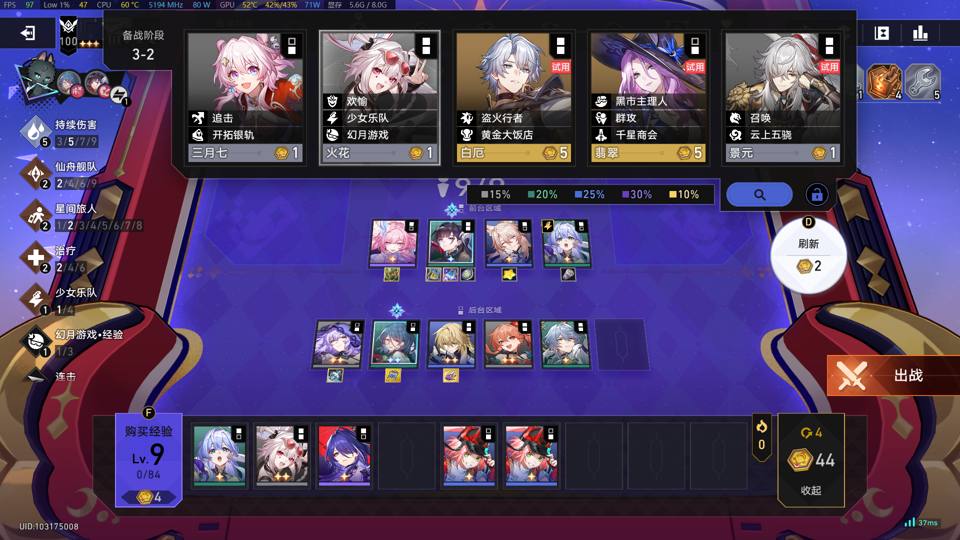 FPS 97 Low 1% 47 CPU 60 °C 5194 MHz 80 W GPU 52°C 42%/43% 71W 显存 5.6G / 8.0G
100
备战阶段
3-2
追击
开拓银轨
三月七 1
欢愉
少女乐队
幻月游戏
火花 1
试用
盗火行者
黄金大饭店
白厄 5
试用
黑市主理人
群攻
千星商会
翡翠 5
试用
召唤
云上五骁
景元 1
1
4
5
15% 20% 25% 30% 10%
D
刷新
2
1
持续伤害
5 3/5/7/9
仙舟舰队
2 2/4/6/9
星间旅人
2 1/2/3/4/5/6/7/8
治疗
2 2/4/6
少女乐队
1 1/4
幻月游戏•经验
1 1/3
连击
前台区域
后台区域
出战
F
购买经验
Lv.9
0/84
4
0
4
44
收起
UID:103175008
37ms